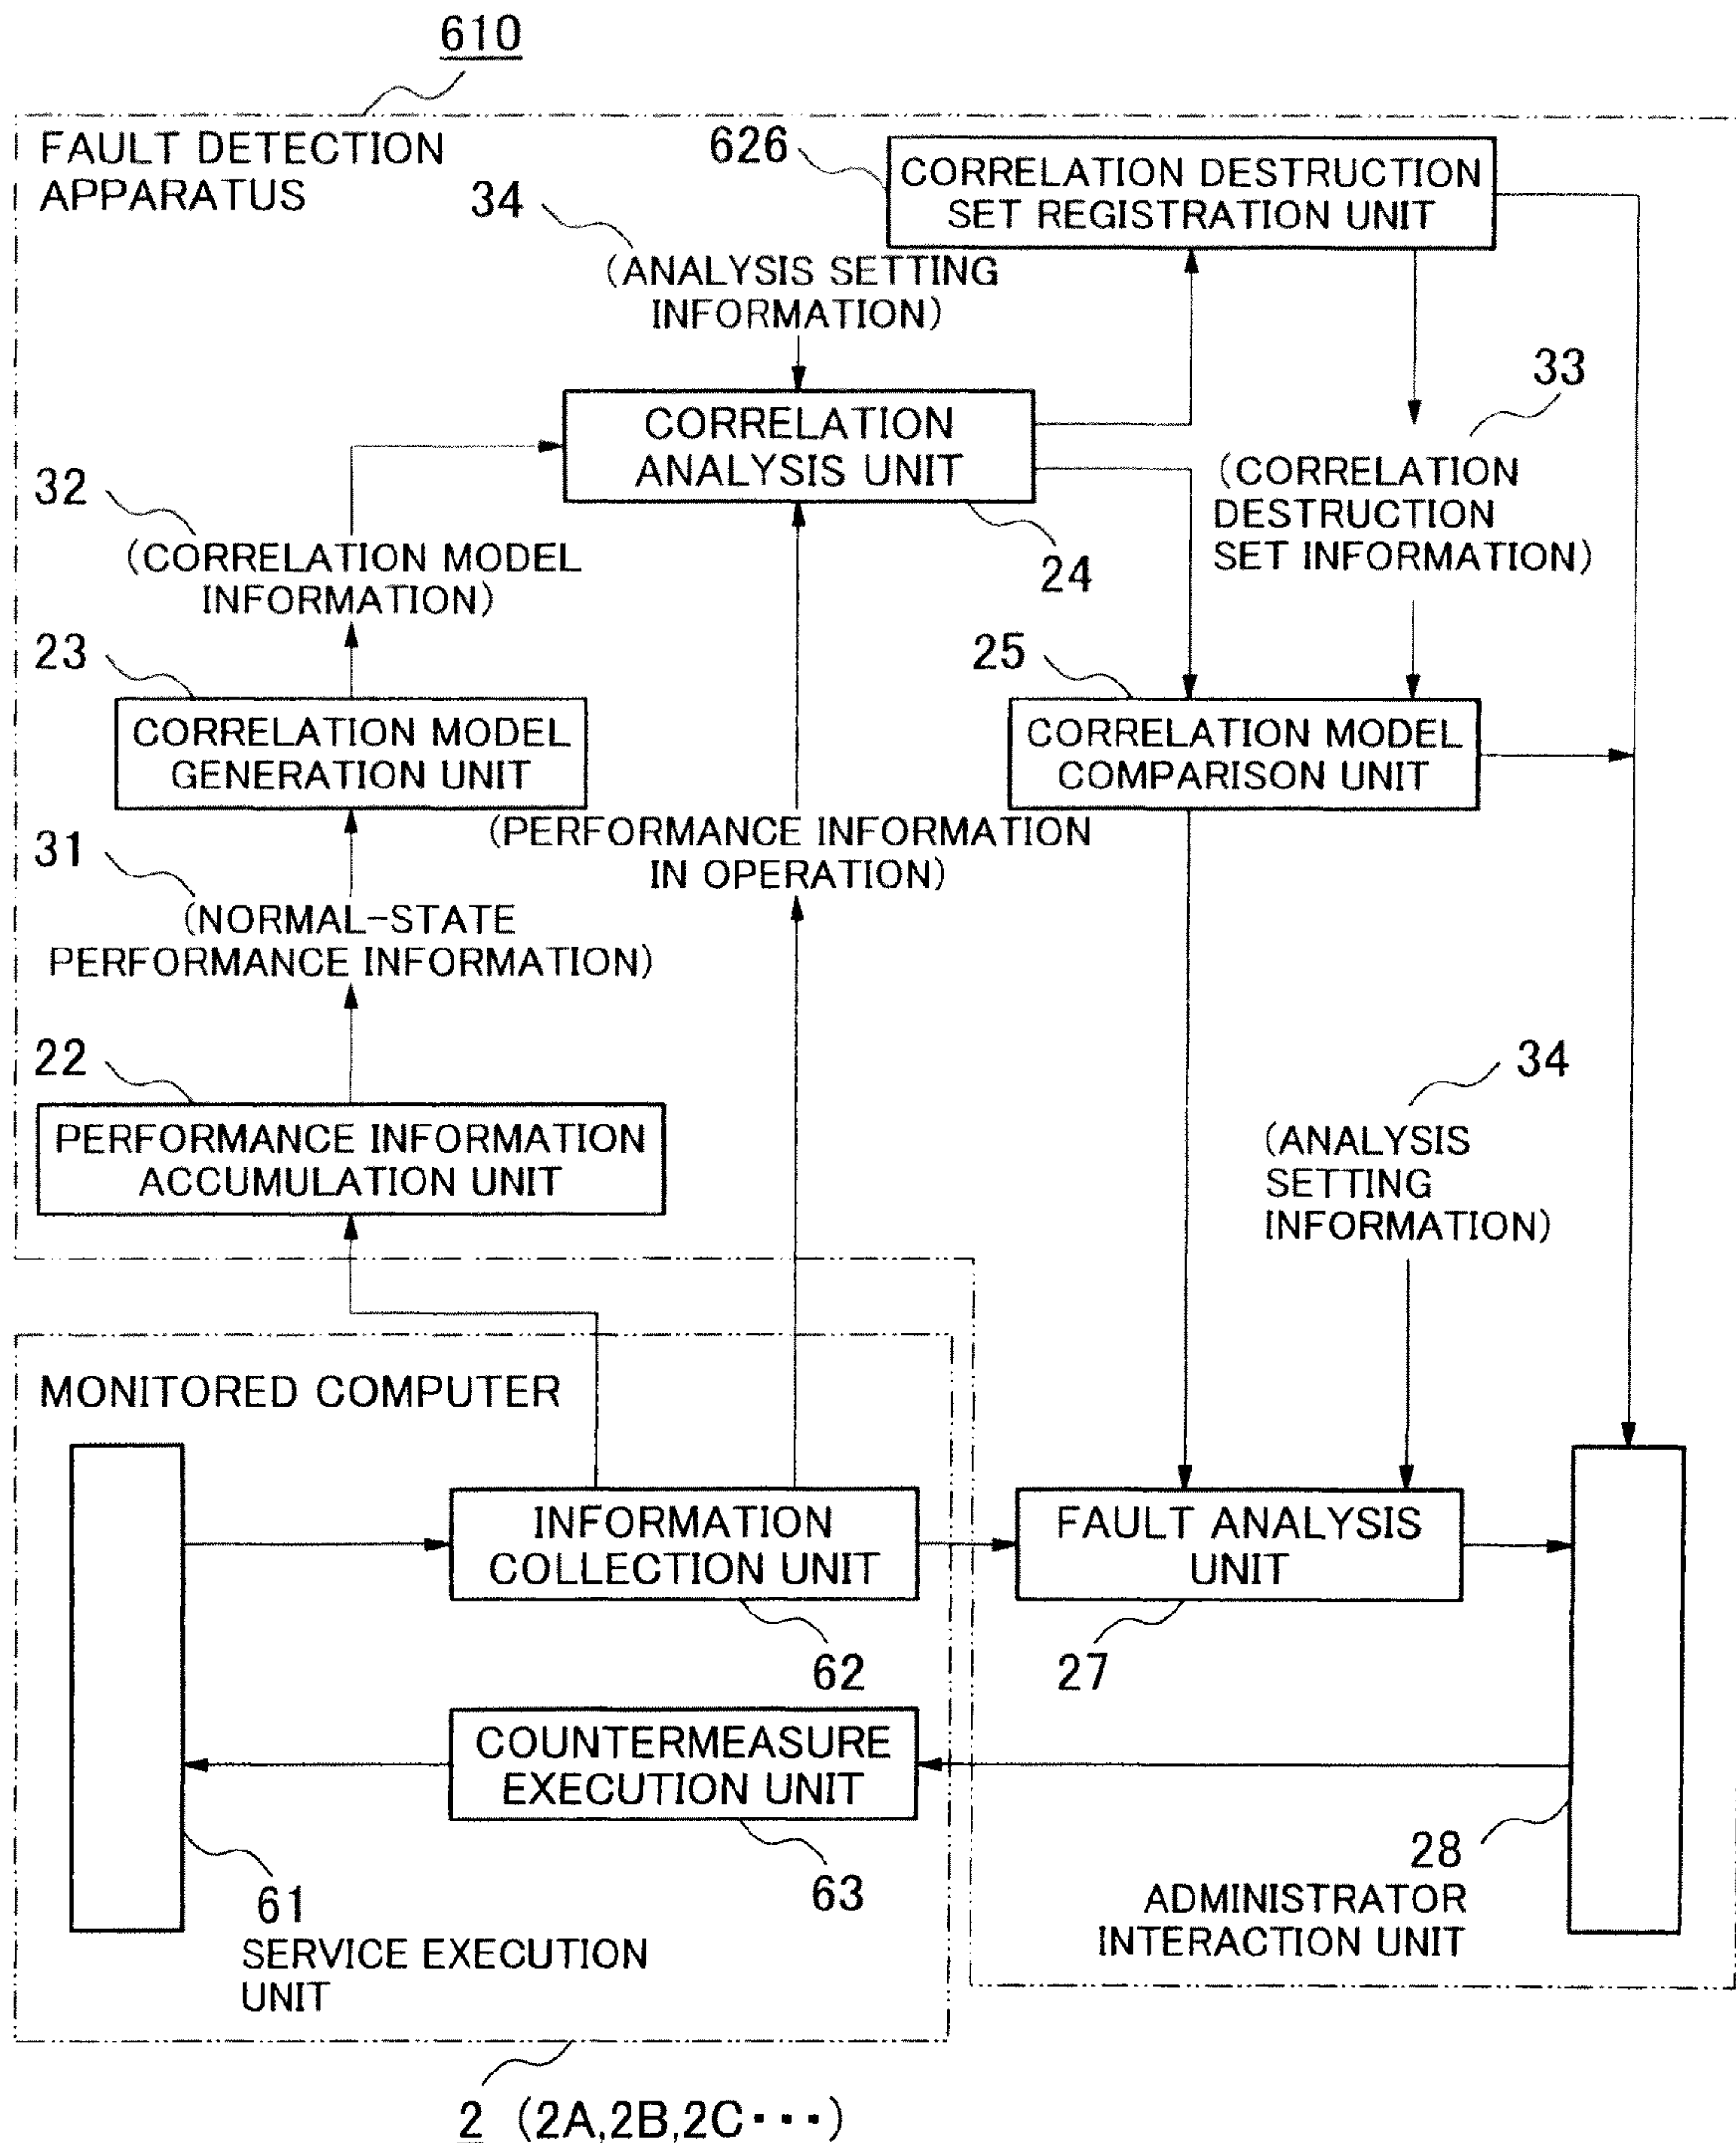 610
FAULT DETECTION
APPARATUS
626
CORRELATION DESTRUCTION
SET REGISTRATION UNIT
34
(ANALYSIS SETTING
INFORMATION)
33
CORRELATION
ANALYSIS UNIT
24
(CORRELATION
DESTRUCTION
SET INFORMATION)
32
(CORRELATION MODEL
INFORMATION)
23
CORRELATION MODEL
GENERATION UNIT
25
CORRELATION MODEL
COMPARISON UNIT
(PERFORMANCE INFORMATION
IN OPERATION)
31
(NORMAL-STATE
PERFORMANCE INFORMATION)
22
PERFORMANCE INFORMATION
ACCUMULATION UNIT
34
(ANALYSIS
SETTING
INFORMATION)
MONITORED COMPUTER
INFORMATION
COLLECTION UNIT
62
FAULT ANALYSIS
UNIT
27
COUNTERMEASURE
EXECUTION UNIT
63
61
SERVICE EXECUTION
UNIT
28
ADMINISTRATOR
INTERACTION UNIT
2 (2A,2B,2C・・・)